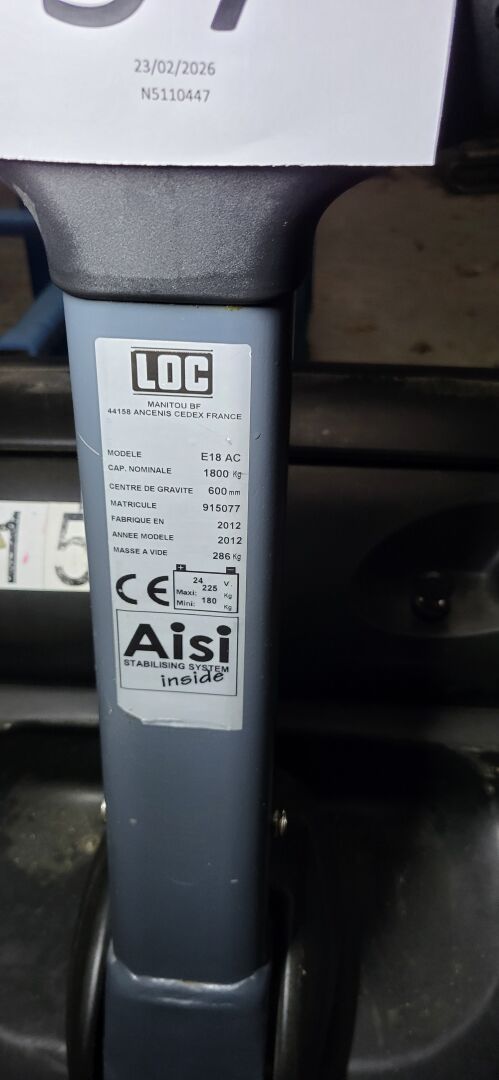 23/02/2026
N5110447
LOC
MANITOU BF
44158 ANCENIS CEDEX FRANCE
MODELE E18 AC
CAP. NOMINALE 1800 Kg
CENTRE DE GRAVITE 600 mm
MATRICULE 915077
FABRIQUE EN 2012
ANNEE MODELE 2012
MASSE A VIDE 286 Kg
CE
+ -
24 V.
Maxi: 225 Kg
Mini: 180 Kg
Aisi
STABILISING SYSTEM
inside
15